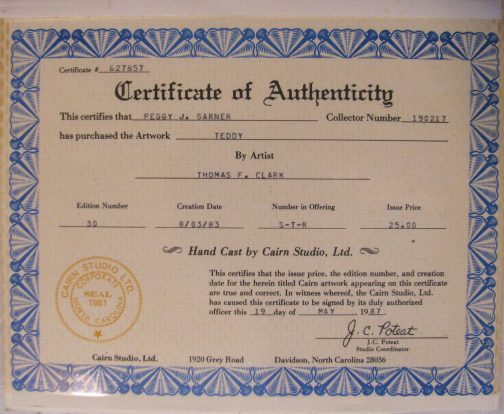 Certificate # 627857
Certificate of Authenticity
This certifies that PEGGY J. GARNER Collector Number 190217
has purchased the Artwork TEDDY
By Artist
THOMAS F. CLARK
Edition Number Creation Date Number in Offering Issue Price
30 8/03/83 S-T-R 25.00
Hand Cast by Cairn Studio, Ltd.
This certifies that the issue price, the edition number, and creation
date for the herein titled Cairn artwork appearing on this certificate
are true and correct. In witness whereof, the Cairn Studio, Ltd.
has caused this certificate to be signed by its duly authorized
officer this 19 day of MAY, 1987
CAIRN STUDIO LTD.
CORPORATE
SEAL
1981
NORTH CAROLINA
J. C. Poteat
J.C. Poteat
Studio Coordinator
Cairn Studio, Ltd. 1920 Grey Road Davidson, North Carolina 28036